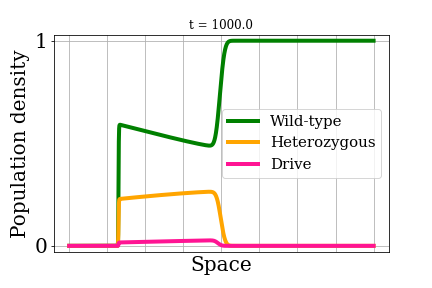 t = 1000.0
1
Population density
0
Wild-type
Heterozygous
Drive
Space